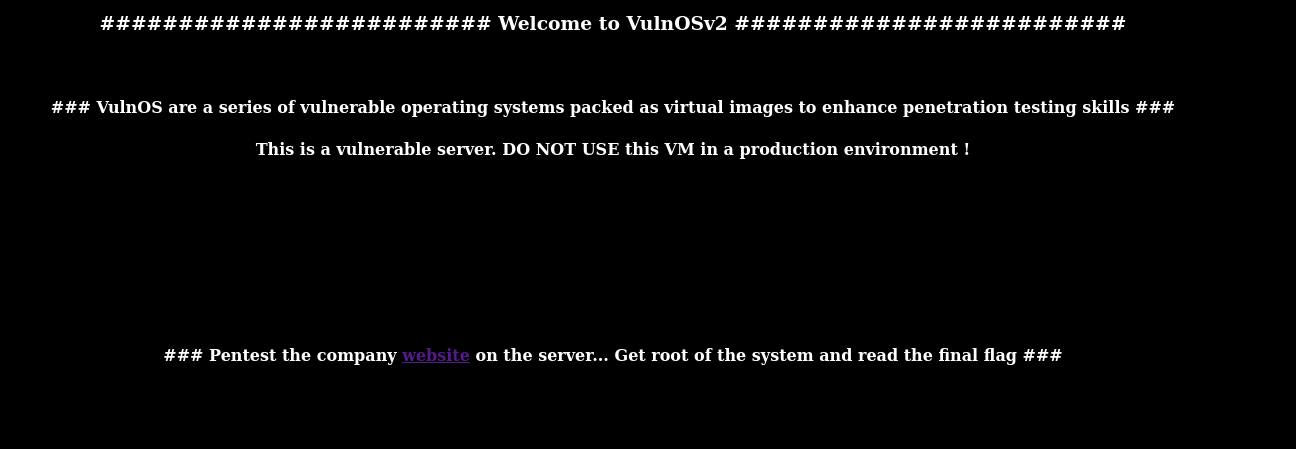 ######################### Welcome to VulnOSv2 #########################
### VulnOS are a series of vulnerable operating systems packed as virtual images to enhance penetration testing skills ###
This is a vulnerable server. DO NOT USE this VM in a production environment !
### Pentest the company website on the server... Get root of the system and read the final flag ###